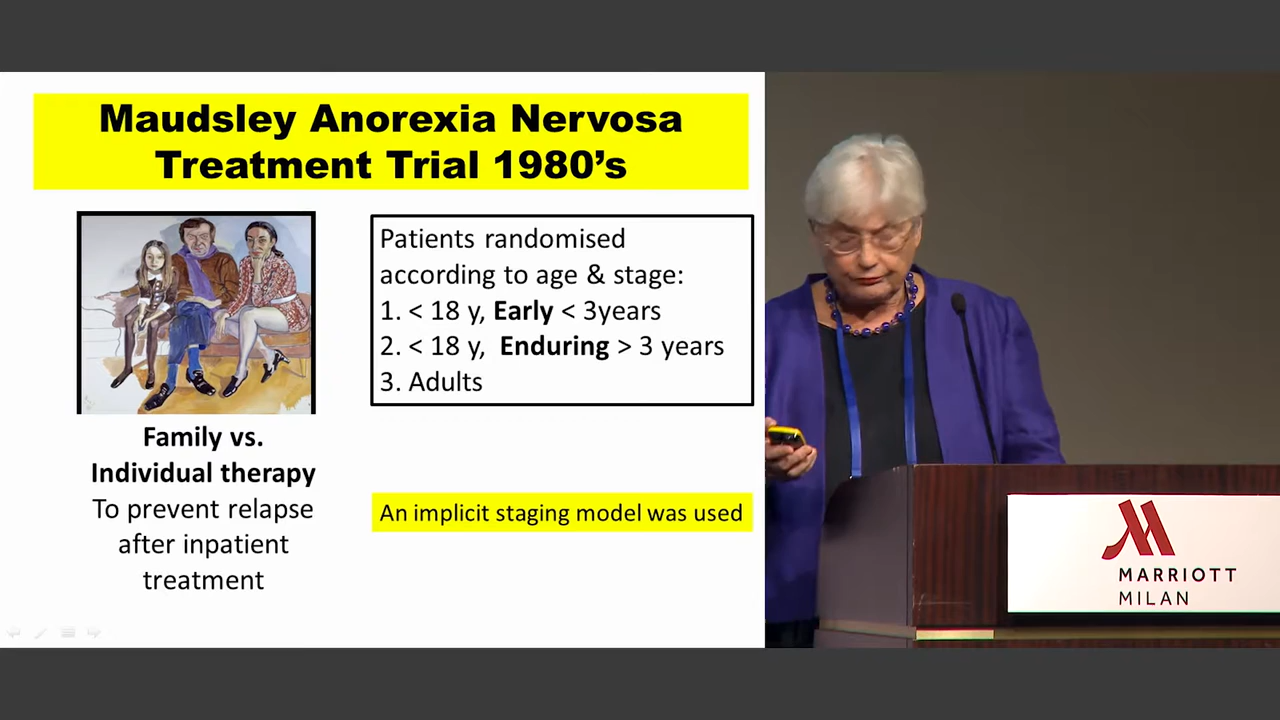 Maudsley Anorexia Nervosa
Treatment Trial 1980’s
Family vs.
Individual therapy
To prevent relapse
after inpatient
treatment
Patients randomised
according to age & stage:
1. < 18 y, Early < 3years
2. < 18 y, Enduring > 3 years
3. Adults
An implicit staging model was used
MARRIOTT
MILAN